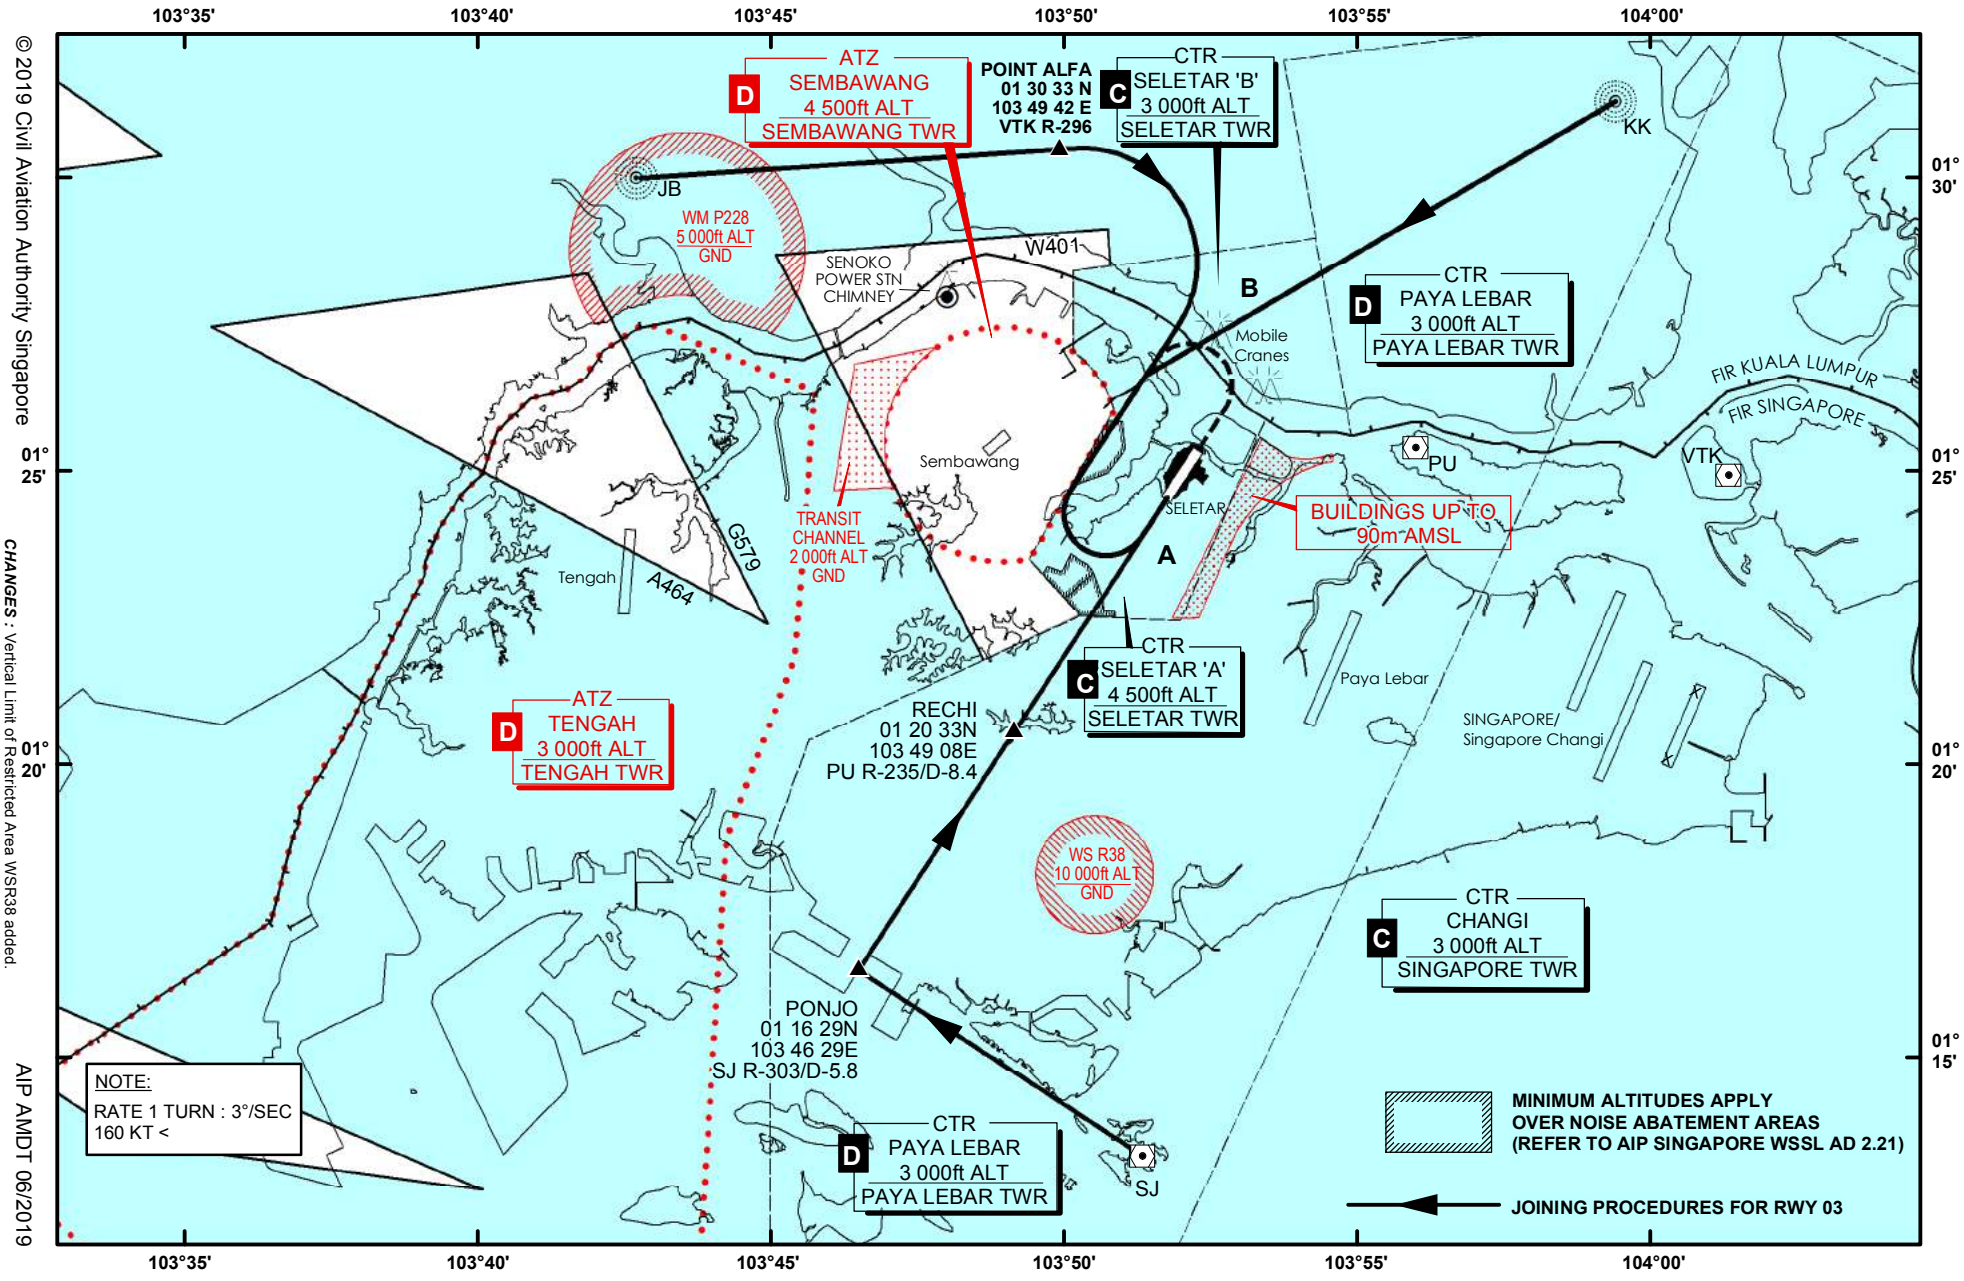 103°35'
103°40'
103°45'
103°50'
103°55'
104°00'
© 2019 Civil Aviation Authority Singapore
CHANGES : Vertical Limit of Restricted Area WSR38 added.
AIP AMDT 06/2019
D
ATZ
SEMBAWANG
4 500ft ALT
SEMBAWANG TWR
POINT ALFA
01 30 33 N
103 49 42 E
VTK R-296
C
CTR
SELETAR 'B'
3 000ft ALT
SELETAR TWR
KK
JB
01°
30'
WM P228
5 000ft ALT
GND
SENOKO
POWER STN
CHIMNEY
W401
B
D
CTR
PAYA LEBAR
3 000ft ALT
PAYA LEBAR TWR
Mobile
Cranes
FIR KUALA LUMPUR
FIR SINGAPORE
01°
25'
Sembawang
PU
VTK
01°
25'
SELETAR
BUILDINGS UP TO
90m AMSL
TRANSIT
CHANNEL
2 000ft ALT
GND
G579
A464
Tengah
A
C
CTR
SELETAR 'A'
4 500ft ALT
SELETAR TWR
Paya Lebar
D
ATZ
TENGAH
3 000ft ALT
TENGAH TWR
RECHI
01 20 33N
103 49 08E
PU R-235/D-8.4
SINGAPORE/
Singapore Changi
X
X
01°
20'
01°
20'
WS R38
10 000ft ALT
GND
C
CTR
CHANGI
3 000ft ALT
SINGAPORE TWR
PONJO
01 16 29N
103 46 29E
SJ R-303/D-5.8
01°
15'
NOTE:
RATE 1 TURN : 3°/SEC
160 KT <
D
CTR
PAYA LEBAR
3 000ft ALT
PAYA LEBAR TWR
SJ
MINIMUM ALTITUDES APPLY
OVER NOISE ABATEMENT AREAS
(REFER TO AIP SINGAPORE WSSL AD 2.21)
JOINING PROCEDURES FOR RWY 03
103°35'
103°40'
103°45'
103°50'
103°55'
104°00'